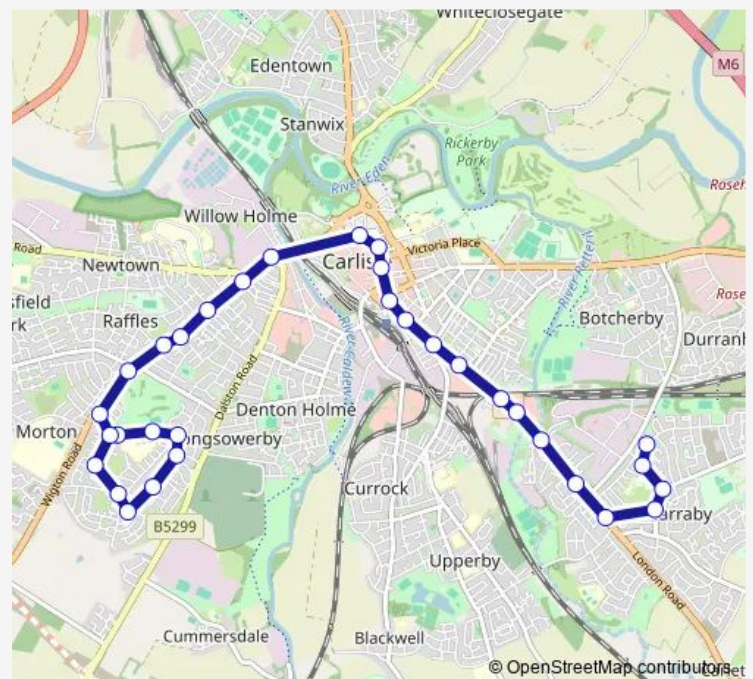 Whiteclosegate
M6
Edentown
Stanwix
Rickerby
Park
River Eden
Willow Holme
Victoria Place
Road
Newtown
Carlis
River Petteril
Raffles
Botcherby
River Caldew
Durran
Dalston Road
Denton Holme
Morton
ngsowerby
Wigton Road
Currock
arraby
B5299
Upperby
London Road
Cummersdale
Blackwell
© OpenStreetMap contributors